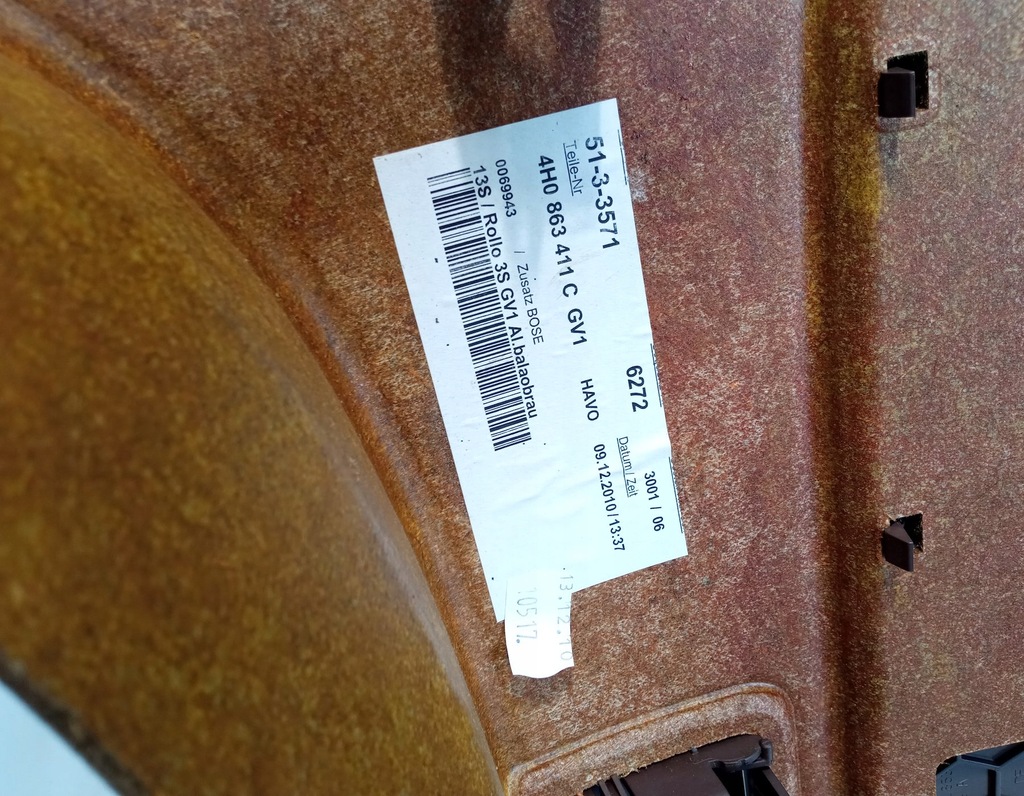 51-3-3571 6272 3001 / 06
Teile-Nr Datum / Zeit
4H0 863 411 C GV1 HAVO 09.12.2010/13:37
0069943 / Zusatz BOSE
13S / Rollo 3S GV1 Al.balaobrau
13.12.10
10517.